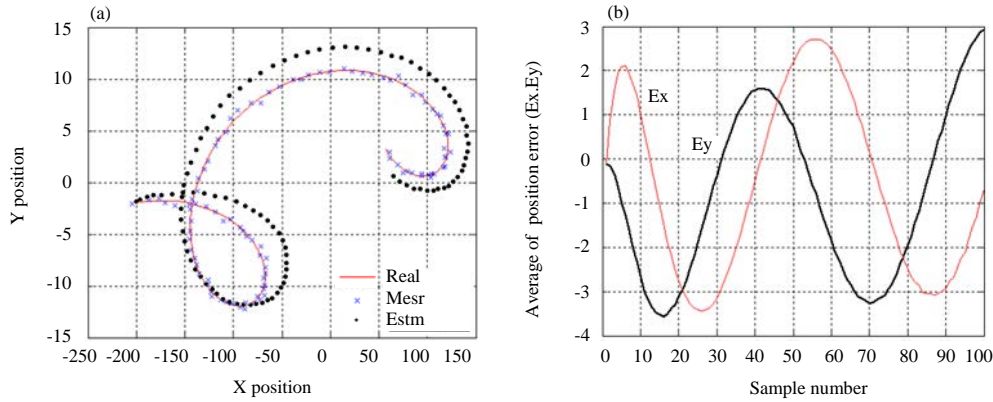 (a)
15
10
5
0
-5
-10
-15
-250 -200 -150 -100 -50 0 50 100 150
Y position
X position
Real
Mesr
Estm
(b)
3
2
1
0
-1
-2
-3
-4
0 10 20 30 40 50 60 70 80 90 100
Average of position error (Ex.Ey)
Sample number
Ex
Ey